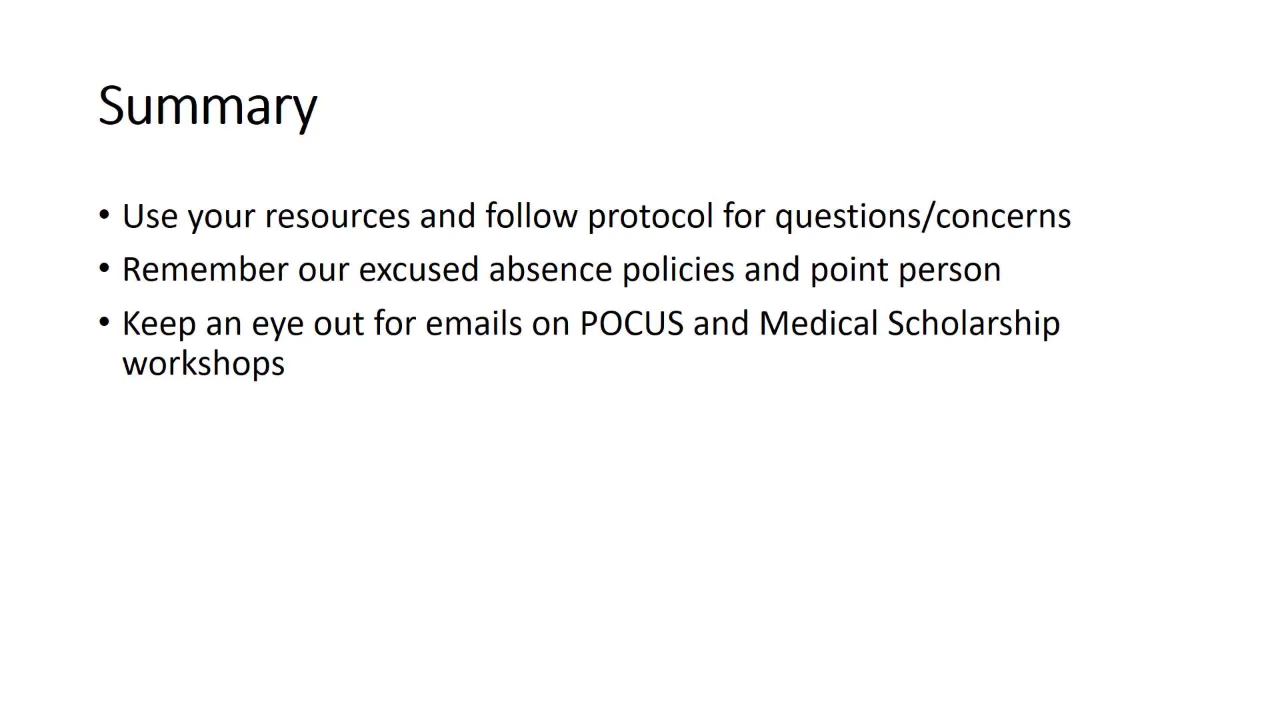 Summary
• Use your resources and follow protocol for questions/concerns
• Remember our excused absence policies and point person
• Keep an eye out for emails on POCUS and Medical Scholarship
workshops